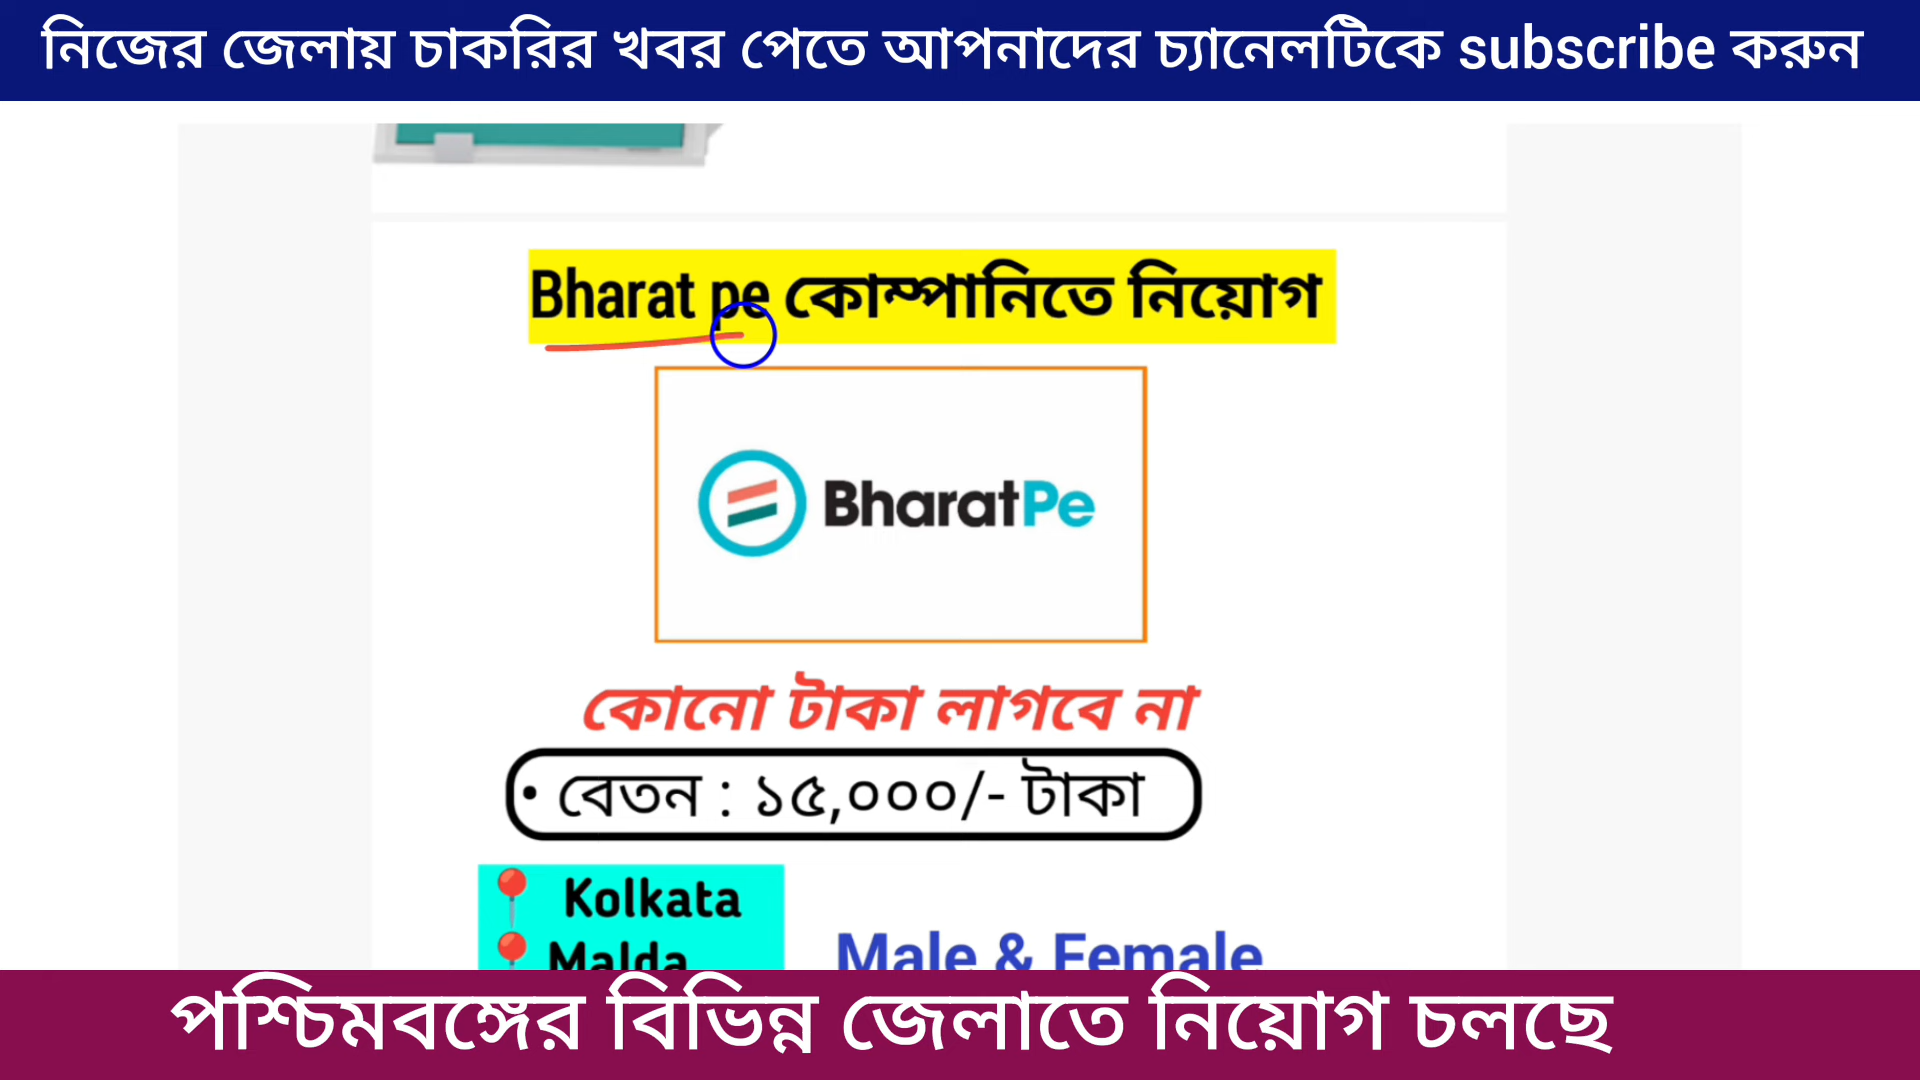 নিজের জেলায় চাকরির খবর পেতে আপনাদের চ্যানেলটিকে subscribe করুন
Bharat pe কোম্পানিতে নিয়োগ
BharatPe
কোনো টাকা লাগবে না
• বেতন : ১৫,০০০/- টাকা
📍 Kolkata
📍 Malda
Male & Female
পশ্চিমবঙ্গের বিভিন্ন জেলাতে নিয়োগ চলছে